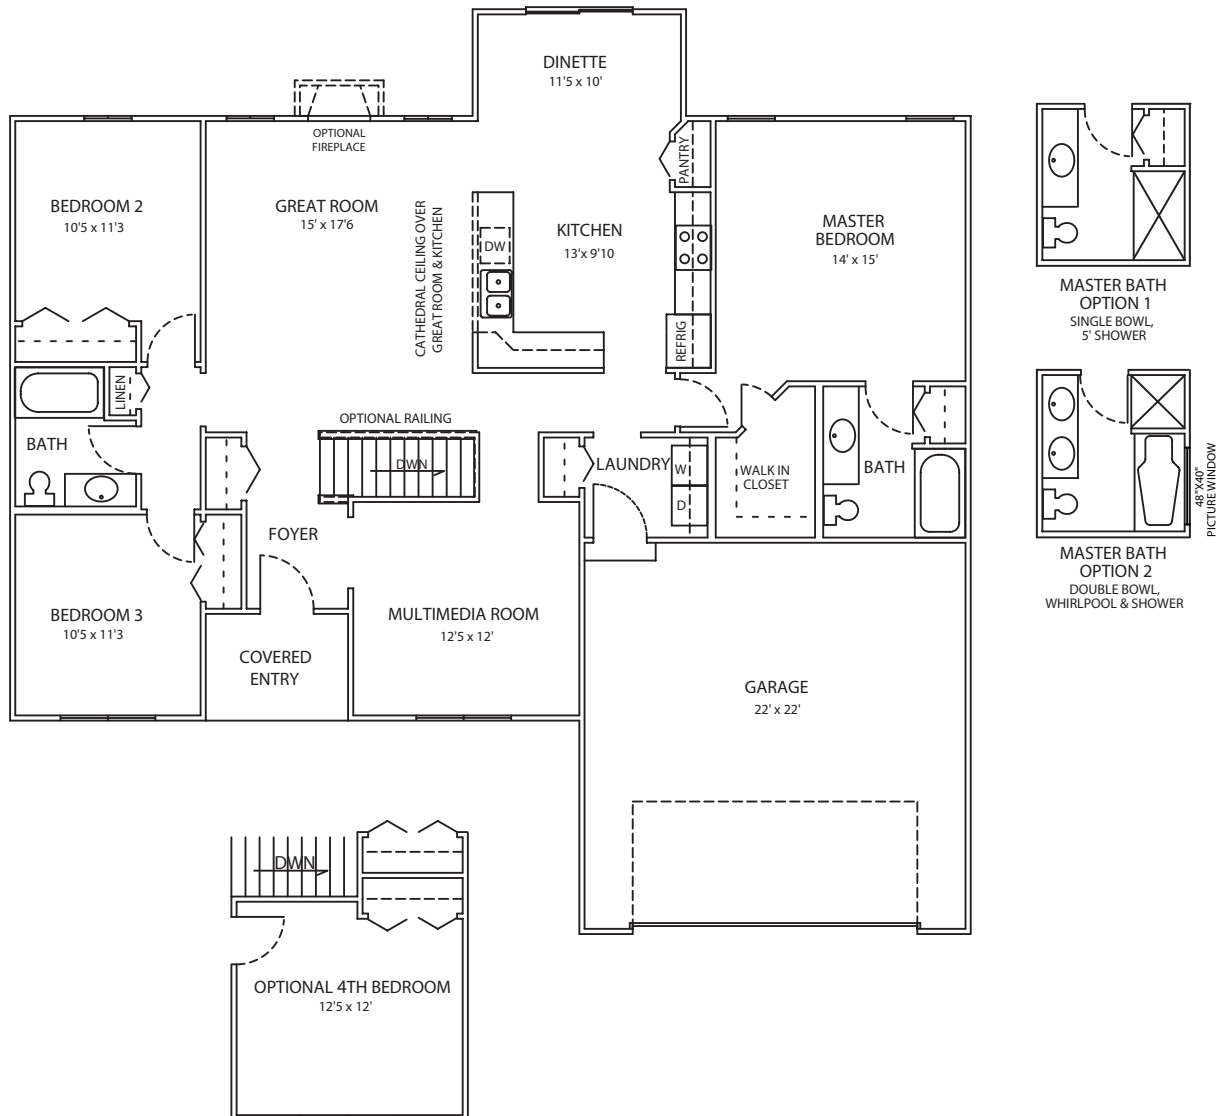 DINETTE
11'5 x 10'
OPTIONAL
FIREPLACE
PANTRY
BEDROOM 2
10'5 x 11'3
GREAT ROOM
15' x 17'6
CATHEDRAL CEILING OVER
GREAT ROOM & KITCHEN
DW
KITCHEN
13'x 9'10
REFRIG
MASTER
BEDROOM
14' x 15'
LINEN
BATH
OPTIONAL RAILING
DWN
LAUNDRY
W
D
WALK IN
CLOSET
BATH
FOYER
BEDROOM 3
10'5 x 11'3
MULTIMEDIA ROOM
12'5 x 12'
COVERED
ENTRY
GARAGE
22' x 22'
DWN
OPTIONAL 4TH BEDROOM
12'5 x 12'
MASTER BATH
OPTION 1
SINGLE BOWL,
5' SHOWER
48"X40"
PICTURE WINDOW
MASTER BATH
OPTION 2
DOUBLE BOWL,
WHIRLPOOL & SHOWER